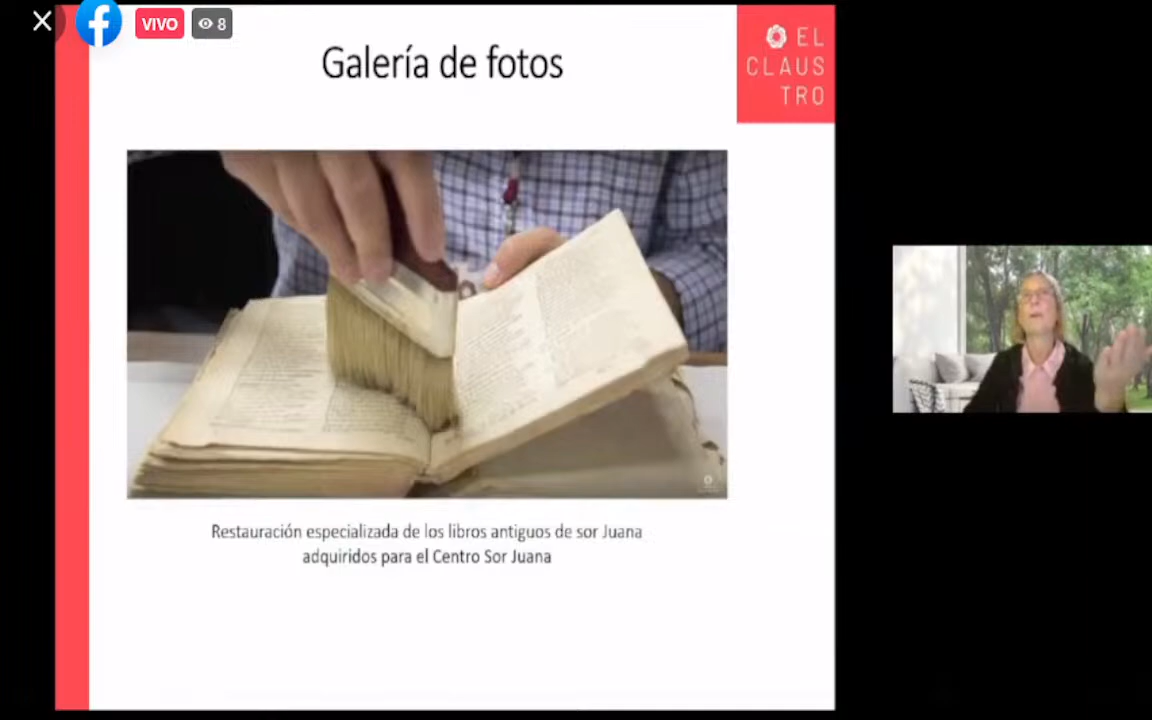 VIVO
8
Galería de fotos
EL
CLAUS
TRO
Restauración especializada de los libros antiguos de sor Juana
adquiridos para el Centro Sor Juana